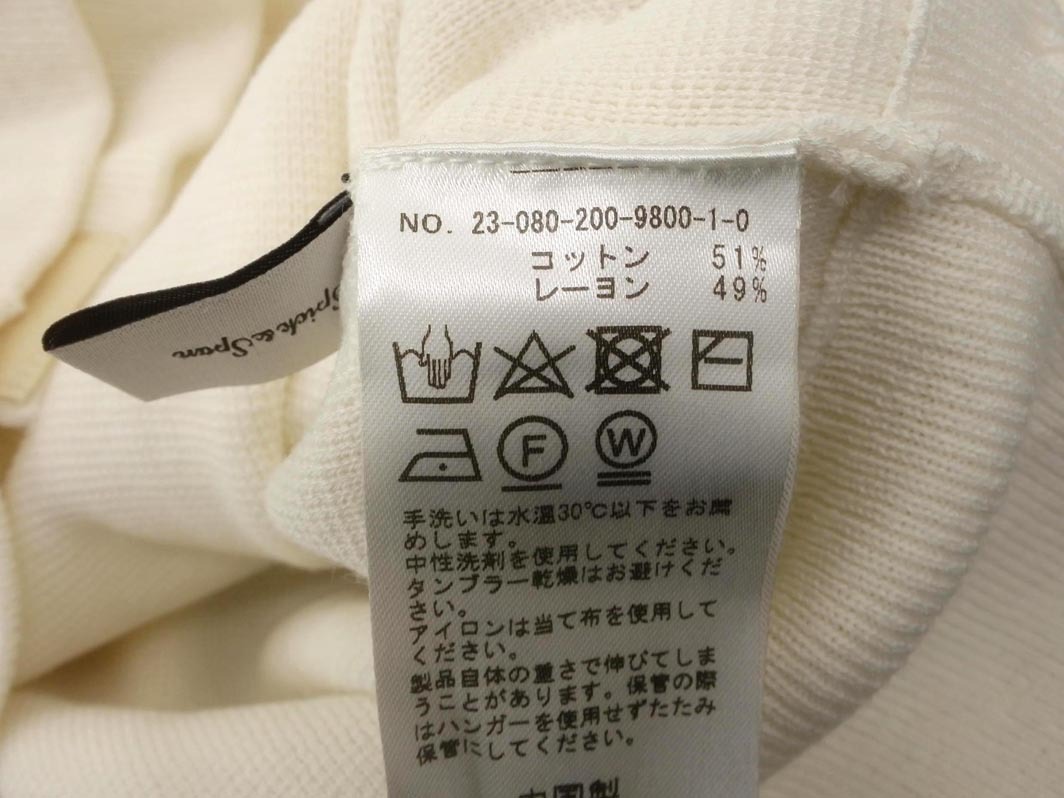 NO. 23-080-200-9800-1-0
コットン 51%
レーヨン 49%
F W
手洗いは水温30℃以下をお薦
めします。
中性洗剤を使用してください。
タンブラー乾燥はお避けくだ
さい。
アイロンは当て布を使用して
ください。
製品自体の重さで伸びてしま
うことがあります。保管の際
はハンガーを使用せずたたみ
保管にしてください。
中国製
Spick & Span